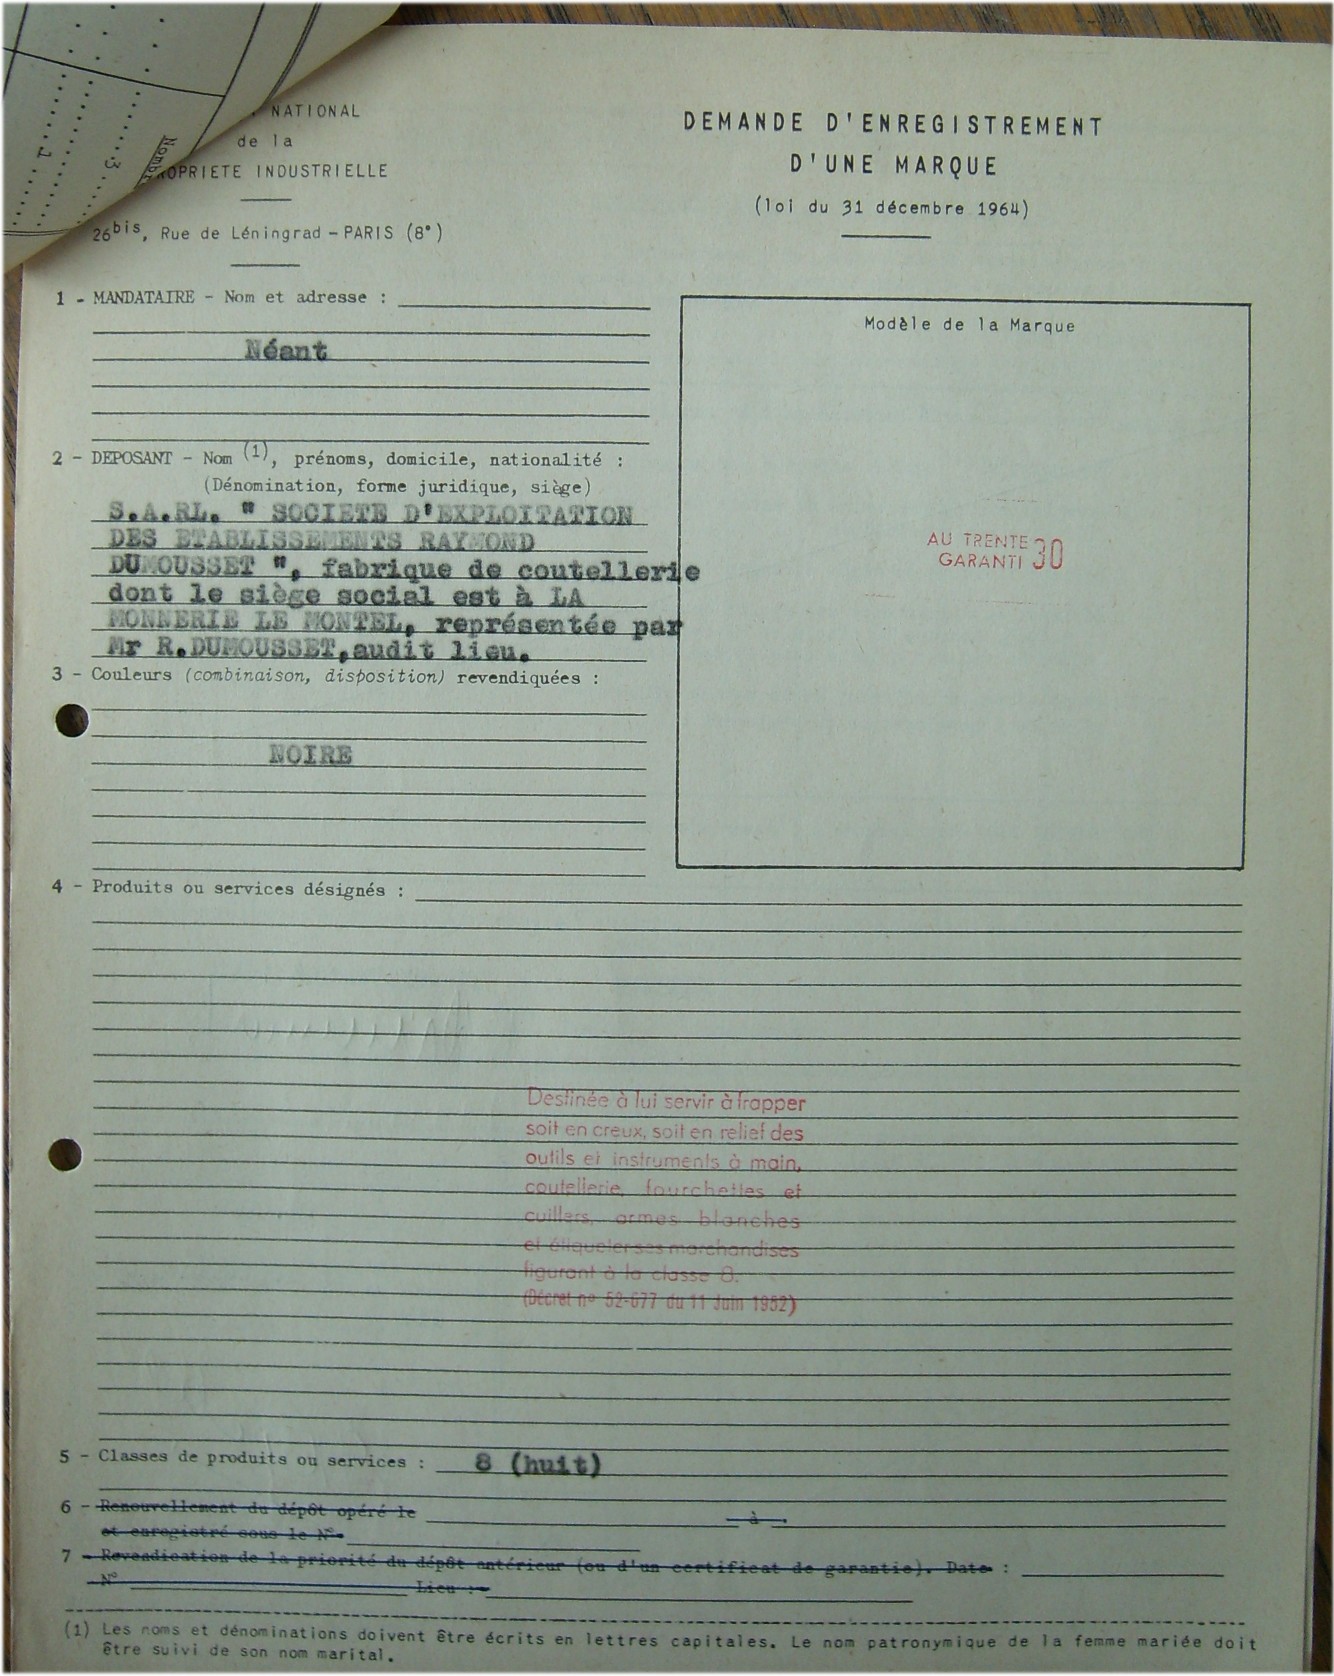 NATIONAL
de la
OPRIETE INDUSTRIELLE
26bis, Rue de Léningrad - PARIS (8°)
Nombr
3
1
DEMANDE D'ENREGISTREMENT
D'UNE MARQUE
(loi du 31 décembre 1964)
1 - MANDATAIRE - Nom et adresse :
Néant
2 - DEPOSANT - Nom (1), prénoms, domicile, nationalité :
(Dénomination, forme juridique, siège)
S.A.RL. " SOCIETE D'EXPLOITATION
DES ETABLISSEMENTS RAYMOND
DUMOUSSET ", fabrique de coutellerie
dont le siège social est à LA
MONNERIE LE MONTEL, représentée par
Mr R.DUMOUSSET,audit lieu.
3 - Couleurs (combinaison, disposition) revendiquées :
NOIRE
Modèle de la Marque
AU TRENTE 30
GARANTI
4 - Produits ou services désignés :
Destinée à lui servir à frapper
soit en creux, soit en relief des
outils et instruments à main,
coutellerie, fourchettes et
cuillers, armes blanches
et étiqueter ses marchandises
figurant à la classe 8.
(Décret nº 52-677 du 11 Juin 1952)
5 - Classes de produits ou services : 8 (huit)
6 - Renouvellement du dépôt opéré le à
et enregistré sous le N°
7 - Revendication de la priorité du dépôt antérieur (ou d'un certificat de garantie). Date :
N° Lieu :
(1) Les noms et dénominations doivent être écrits en lettres capitales. Le nom patronymique de la femme mariée doit
être suivi de son nom marital.